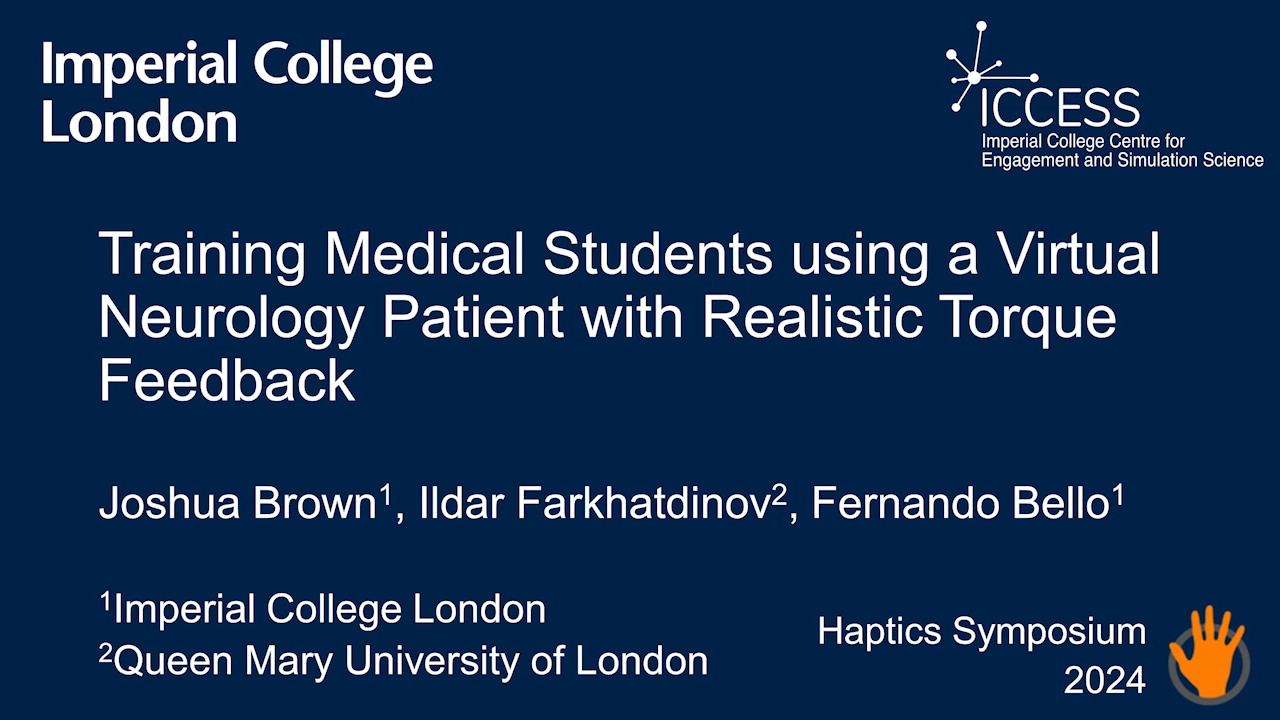 Imperial College
London
ICCESS
Imperial College Centre for
Engagement and Simulation Science
Training Medical Students using a Virtual
Neurology Patient with Realistic Torque
Feedback
Joshua Brown¹, Ildar Farkhatdinov², Fernando Bello¹
¹Imperial College London
²Queen Mary University of London
Haptics Symposium
2024